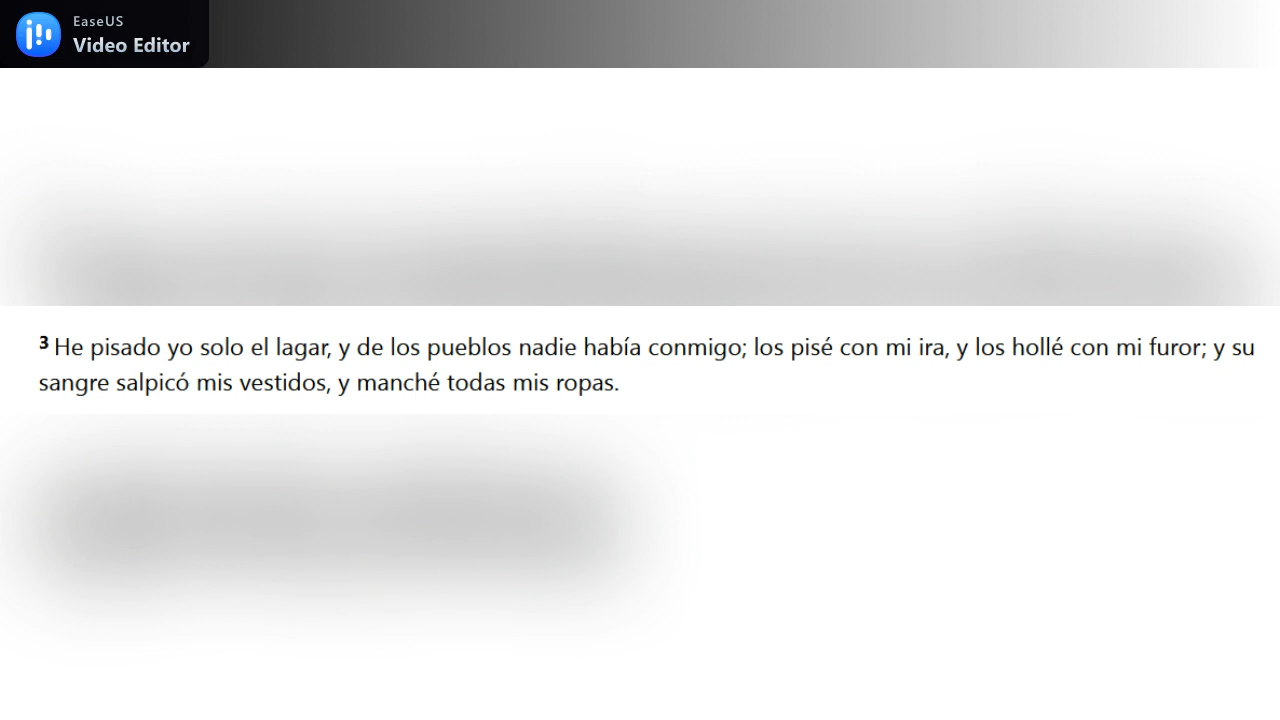 EaseUS
Video Editor
3 He pisado yo solo el lagar, y de los pueblos nadie había conmigo; los pisé con mi ira, y los hollé con mi furor; y su
sangre salpicó mis vestidos, y manché todas mis ropas.